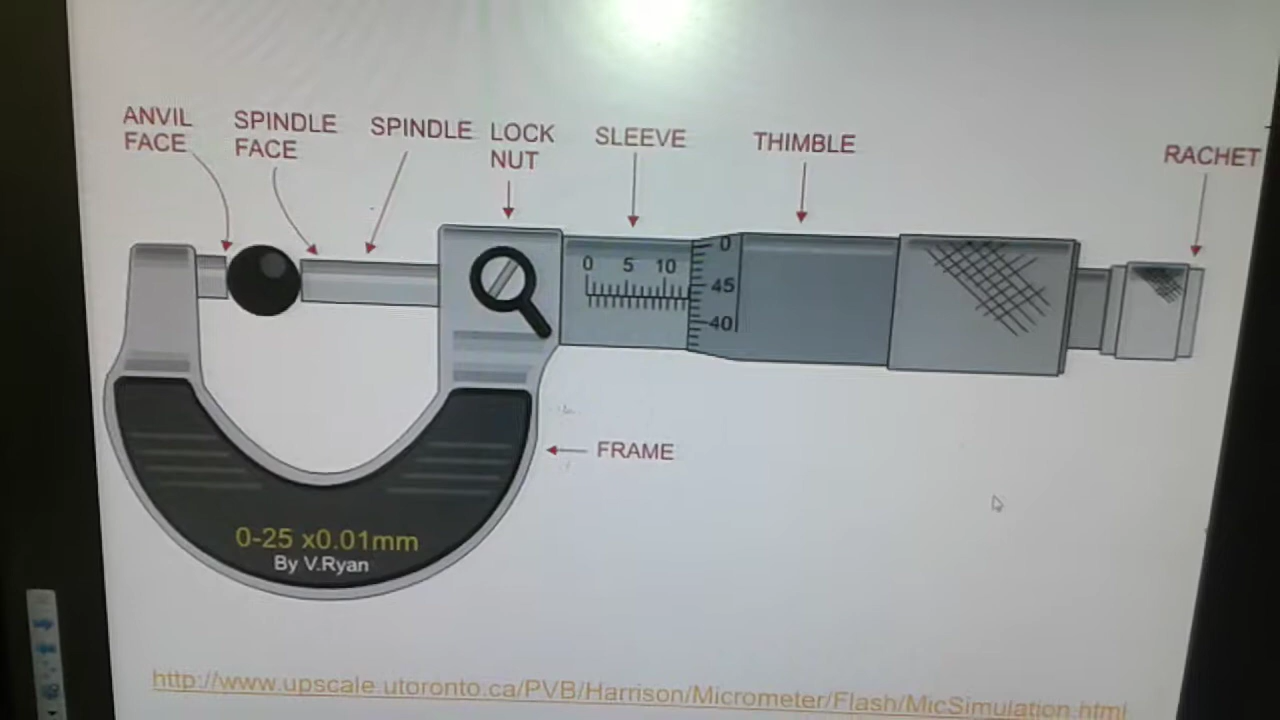 ANVIL
FACE
SPINDLE
FACE
SPINDLE
LOCK
NUT
SLEEVE
THIMBLE
RACHET
0 5 10
0
45
40
FRAME
0-25 x0.01mm
By V.Ryan
http://www.upscale.utoronto.ca/PVB/Harrison/Micrometer/Flash/MicSimulation.html